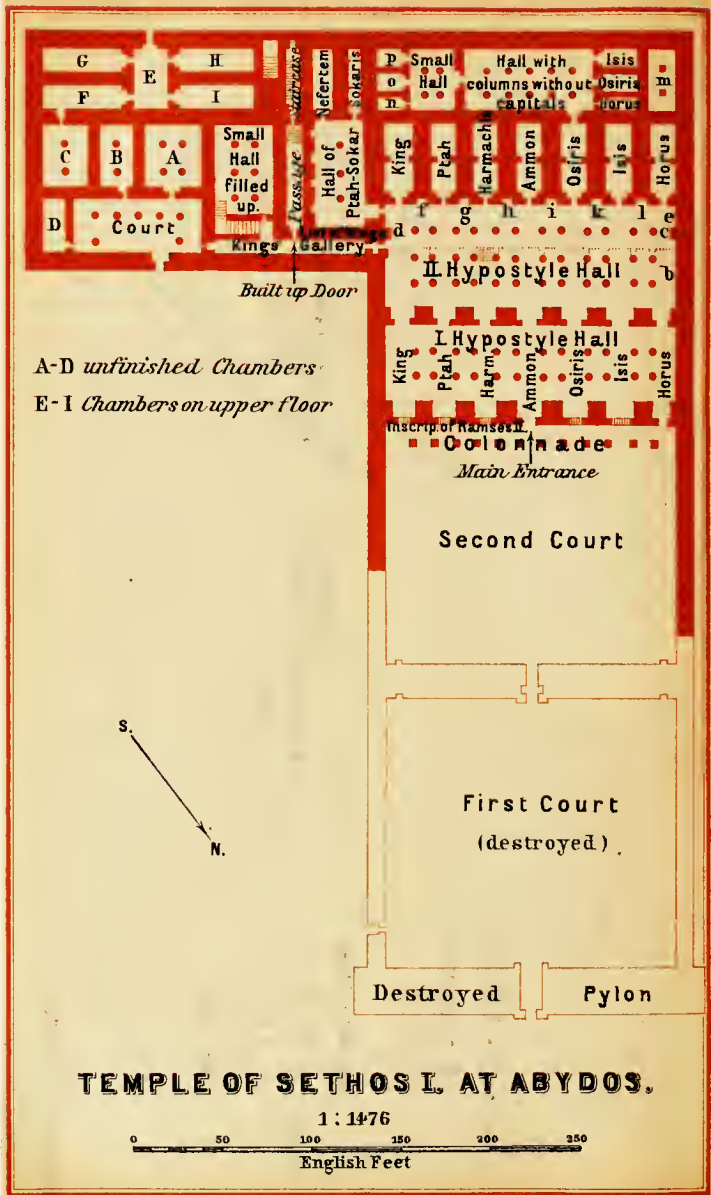 G
H
E
F
I
Passage Staircase
Nefertem
Sokaris
p
o
n
Small
Hall
Hall with
columns without
capitals
Isis
Osiris
Horus
m
C
B
A
D
Court
Small
Hall
filled
up.
Hall of
Ptah-Sokar
King
Ptah
Harmachis
Ammon
Osiris
Isis
Horus
f g h i k l e
d c
Kings Gallery
Built up Door
II. Hypostyle Hall
b
A-D unfinished Chambers
E-I Chambers on upper floor
I. Hypostyle Hall
King
Ptah
Harm
Ammon
Osiris
Isis
Horus
Inscrip. of Ramses II.
Colonnade
Main Entrance
Second Court
S.
N.
First Court
(destroyed).
Destroyed Pylon
TEMPLE OF SETHOS I. AT ABYDOS.
1:1476
0 50 100 150 200 250
English Feet